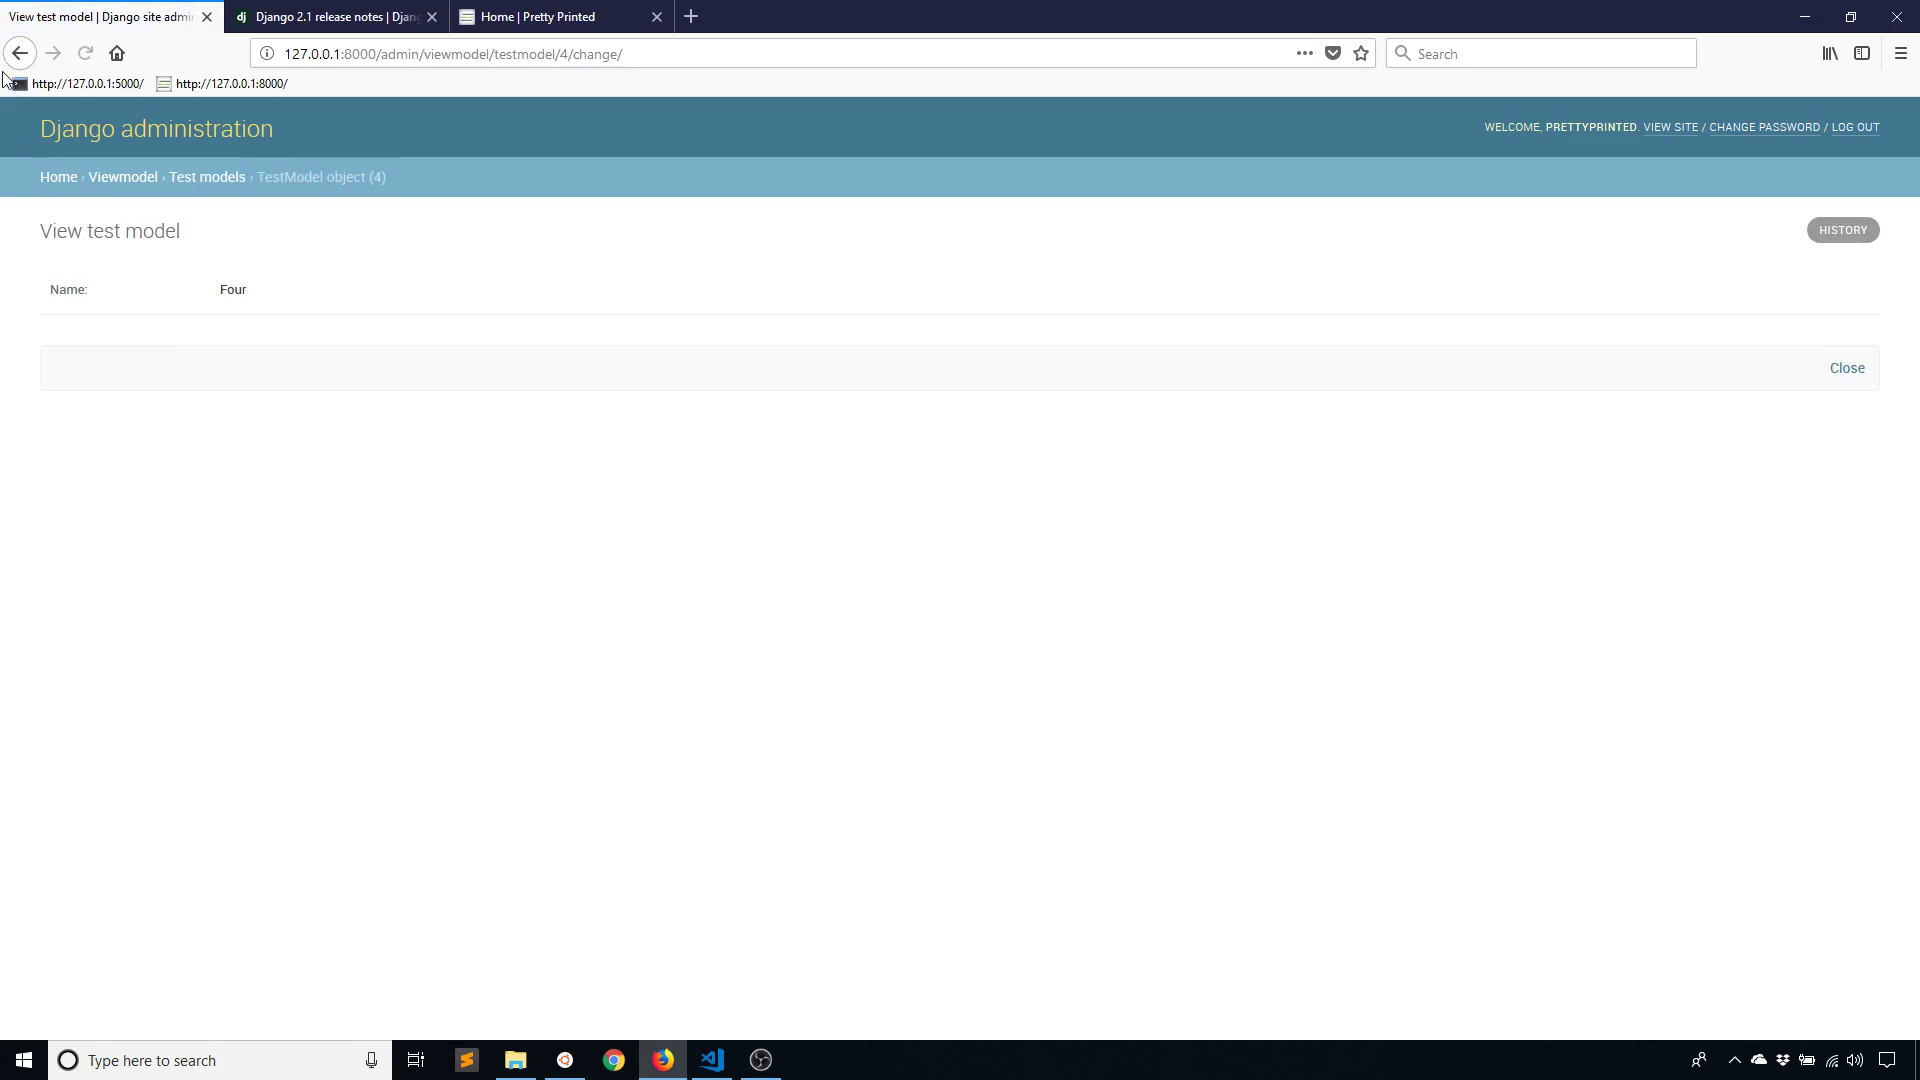 View test model | Django site admi
Django 2.1 release notes | Djang
Home | Pretty Printed
127.0.0.1:8000/admin/viewmodel/testmodel/4/change/
Search
http://127.0.0.1:5000/
http://127.0.0.1:8000/
Django administration
WELCOME, PRETTYPRINTED. VIEW SITE / CHANGE PASSWORD / LOG OUT
Home › Viewmodel › Test models › TestModel object (4)
View test model
HISTORY
Name:
Four
Close
Type here to search